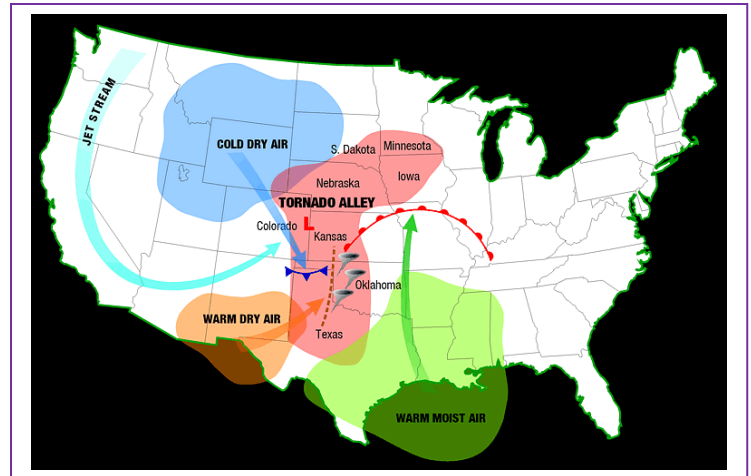 JET STREAM
COLD DRY AIR
S. Dakota
Minnesota
Nebraska
Iowa
TORNADO ALLEY
Colorado
L
Kansas
Oklahoma
WARM DRY AIR
Texas
WARM MOIST AIR